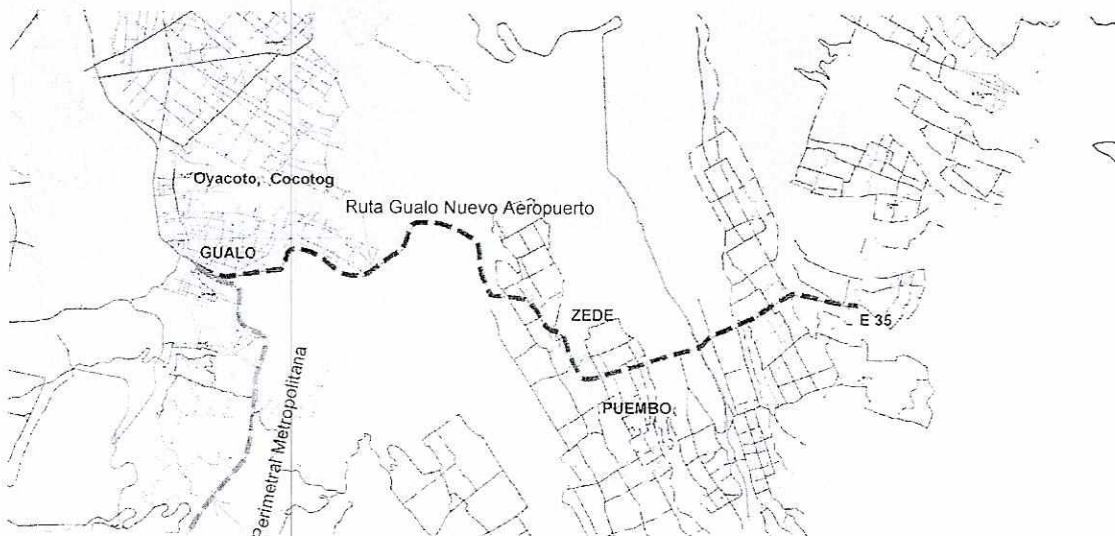 Oyacoto, Cocotog
Ruta Gualo Nuevo Aeropuerto
GUALO
ZEDE
E 35
PUEMBO
Perimetral Metropolitana